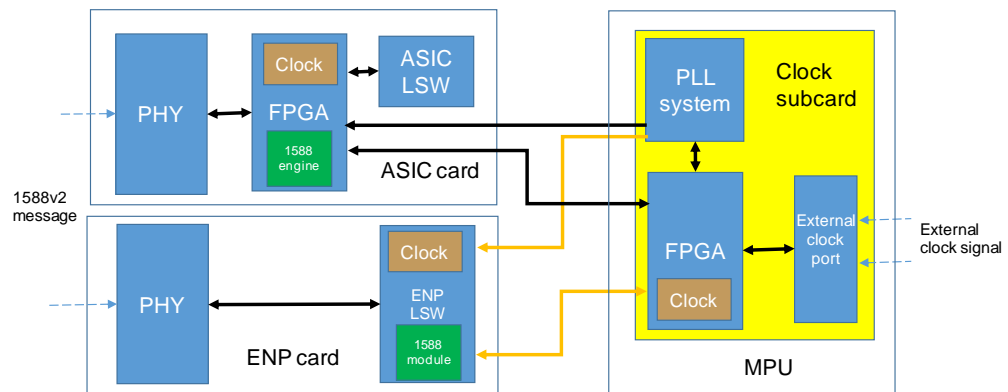 PHY
Clock
FPGA
1588
engine
ASIC
LSW
ASIC card
1588v2
message
PHY
Clock
ENP
LSW
1588
module
ENP card
PLL
system
Clock
subcard
FPGA
Clock
External
clock
port
External
clock signal
MPU